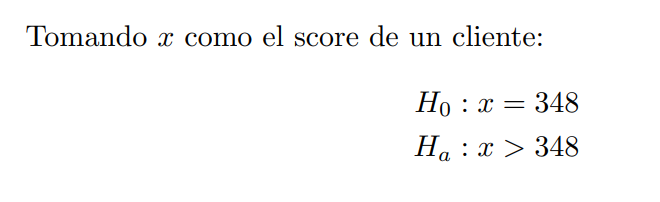 Tomando x como el score de un cliente:
H₀ : x = 348
Hₐ : x > 348